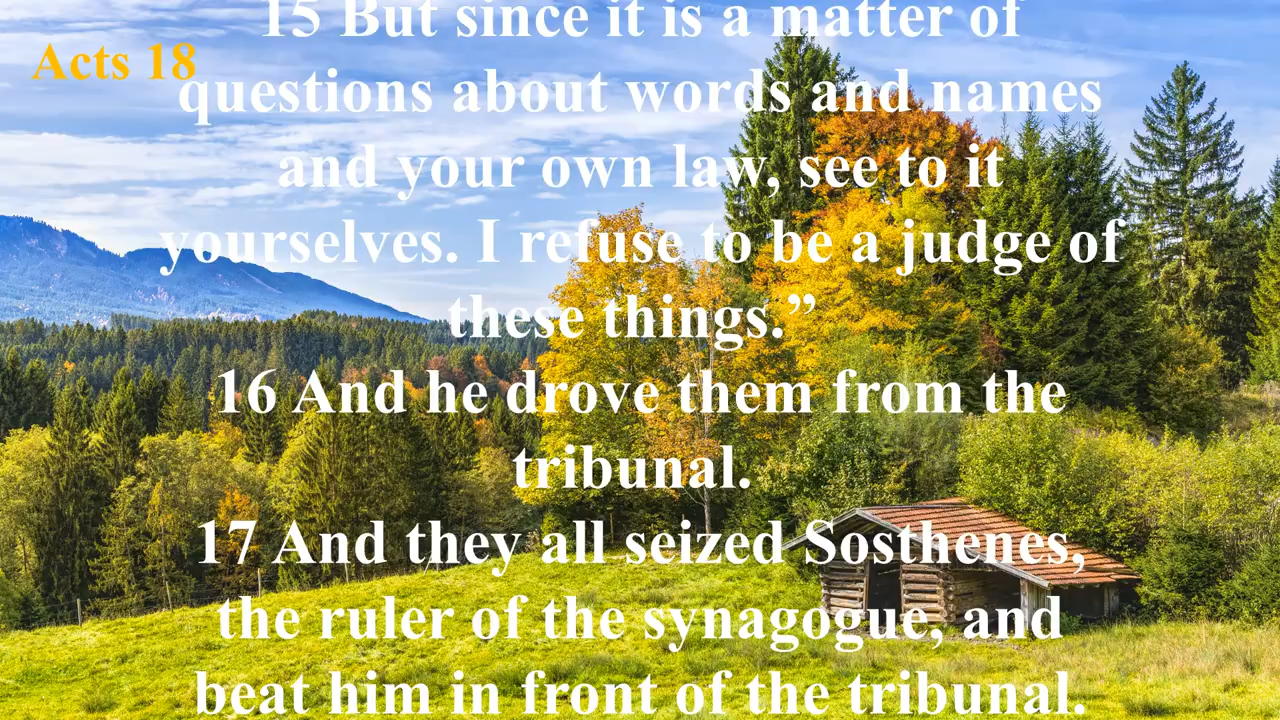 15 But since it is a matter of
Acts 18
questions about words and names
and your own law, see to it
yourselves. I refuse to be a judge of
these things.”
16 And he drove them from the
tribunal.
17 And they all seized Sosthenes,
the ruler of the synagogue, and
beat him in front of the tribunal.